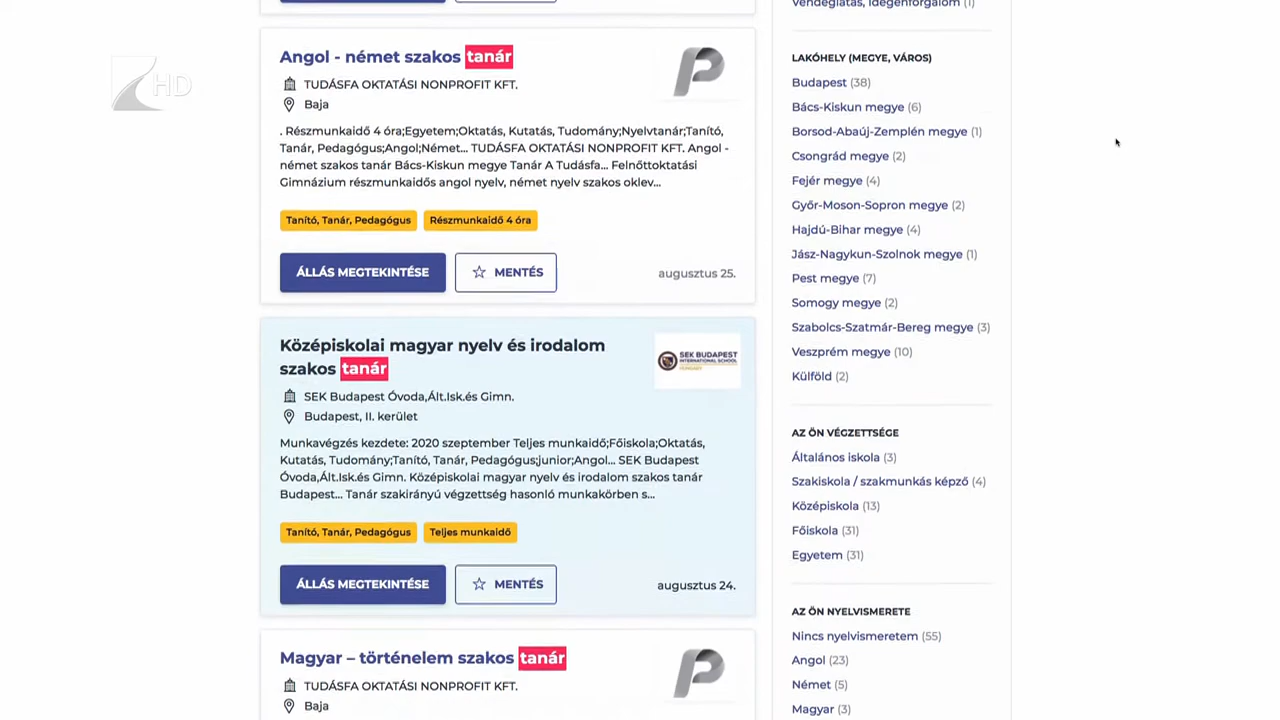 HD
Angol - német szakos tanár
TUDÁSFA OKTATÁSI NONPROFIT KFT.
Baja
. Részmunkaidő 4 óra;Egyetem;Oktatás, Kutatás, Tudomány;Nyelvtanár;Tanító,
Tanár, Pedagógus;Angol;Német... TUDÁSFA OKTATÁSI NONPROFIT KFT. Angol -
német szakos tanár Bács-Kiskun megye Tanár A Tudásfa... Felnőttoktatási
Gimnázium részmunkaidős angol nyelv, német nyelv szakos oklev...
Tanító, Tanár, Pedagógus
Részmunkaidő 4 óra
ÁLLÁS MEGTEKINTÉSE
MENTÉS
augusztus 25.
Középiskolai magyar nyelv és irodalom
szakos tanár
SEK BUDAPEST
INTERNATIONAL SCHOOL
HUNGARY
SEK Budapest Óvoda,Ált.Isk.és Gimn.
Budapest, II. kerület
Munkavégzés kezdete: 2020 szeptember Teljes munkaidő;Főiskola;Oktatás,
Kutatás, Tudomány;Tanító, Tanár, Pedagógus;junior;Angol... SEK Budapest
Óvoda,Ált.Isk.és Gimn. Középiskolai magyar nyelv és irodalom szakos tanár
Budapest... Tanár szakirányú végzettség hasonló munkakörben s...
Tanító, Tanár, Pedagógus
Teljes munkaidő
ÁLLÁS MEGTEKINTÉSE
MENTÉS
augusztus 24.
Magyar – történelem szakos tanár
TUDÁSFA OKTATÁSI NONPROFIT KFT.
Baja
Vendéglátás, Idegenforgalom (1)
LAKÓHELY (MEGYE, VÁROS)
Budapest (38)
Bács-Kiskun megye (6)
Borsod-Abaúj-Zemplén megye (1)
Csongrád megye (2)
Fejér megye (4)
Győr-Moson-Sopron megye (2)
Hajdú-Bihar megye (4)
Jász-Nagykun-Szolnok megye (1)
Pest megye (7)
Somogy megye (2)
Szabolcs-Szatmár-Bereg megye (3)
Veszprém megye (10)
Külföld (2)
AZ ÖN VÉGZETTSÉGE
Általános iskola (3)
Szakiskola / szakmunkás képző (4)
Középiskola (13)
Főiskola (31)
Egyetem (31)
AZ ÖN NYELVISMERETE
Nincs nyelvismeretem (55)
Angol (23)
Német (5)
Magyar (3)